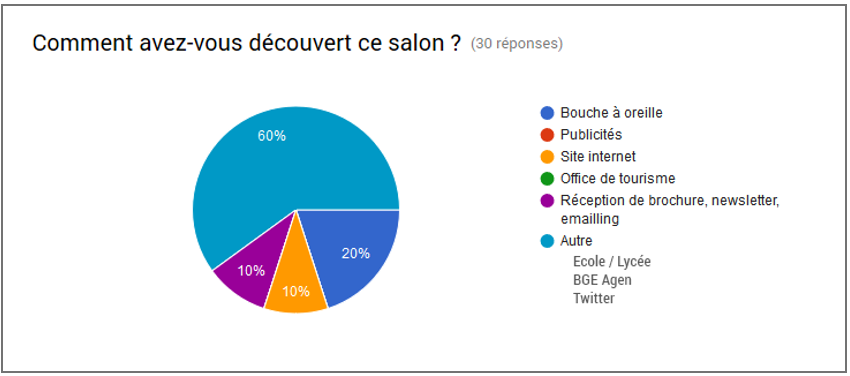 Comment avez-vous découvert ce salon ? (30 réponses)
60%
20%
10%
10%
Bouche à oreille
Publicités
Site internet
Office de tourisme
Réception de brochure, newsletter,
emailling
Autre
Ecole / Lycée
BGE Agen
Twitter